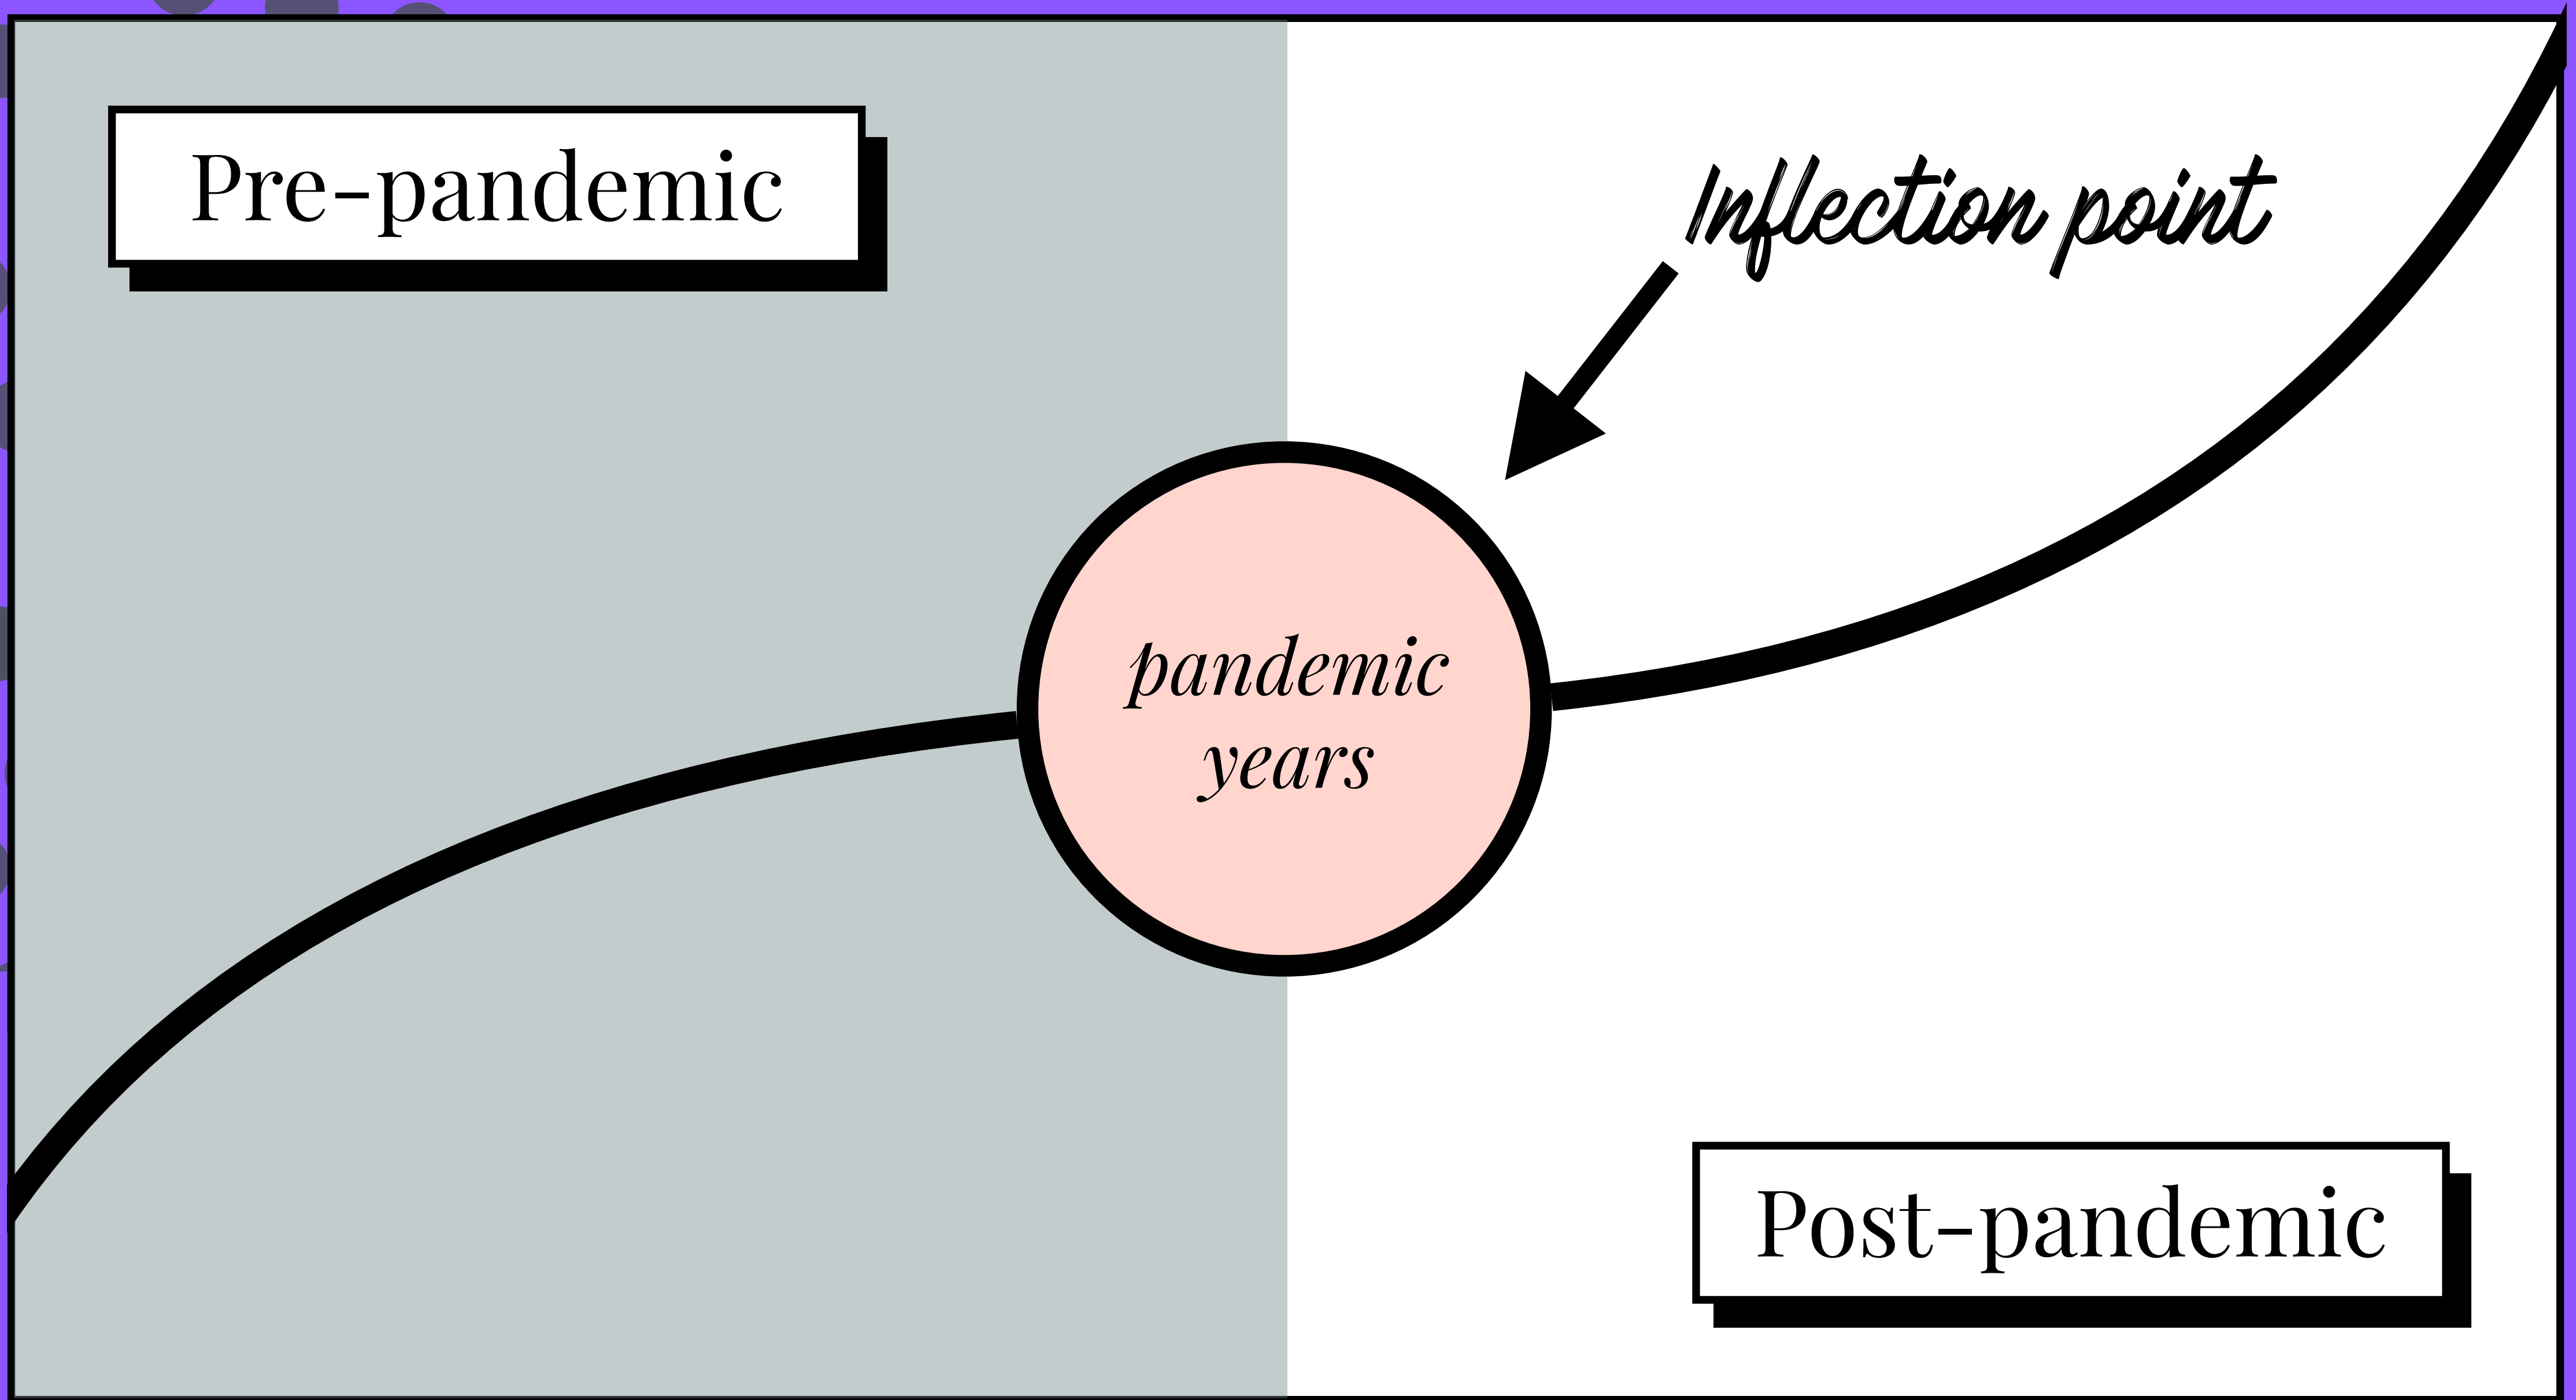 Pre-pandemic
Inflection point
pandemic
years
Post-pandemic